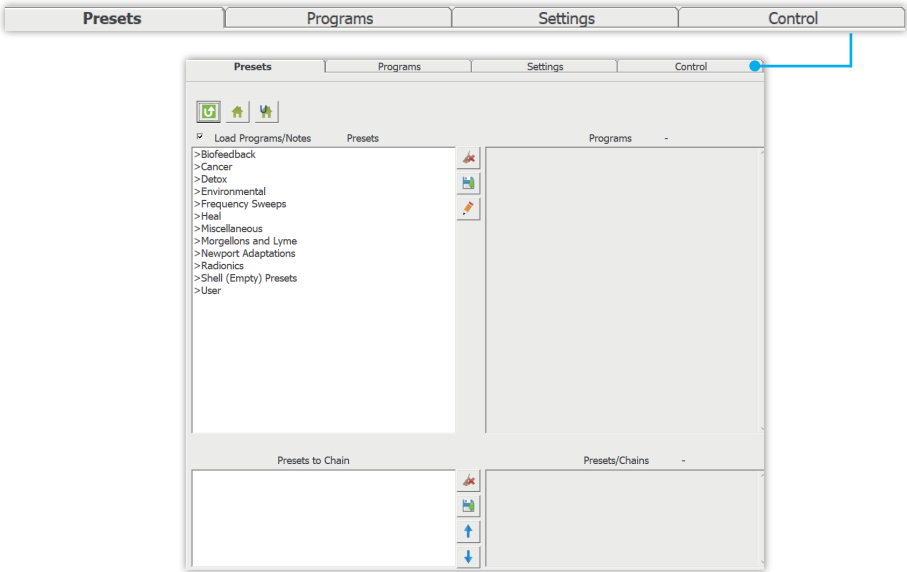 Presets Programs Settings Control
Presets Programs Settings Control
Load Programs/Notes Presets Programs -
>Biofeedback
>Cancer
>Detox
>Environmental
>Frequency Sweeps
>Heal
>Miscellaneous
>Morgellons and Lyme
>Newport Adaptations
>Radionics
>Shell (Empty) Presets
>User
Presets to Chain Presets/Chains -